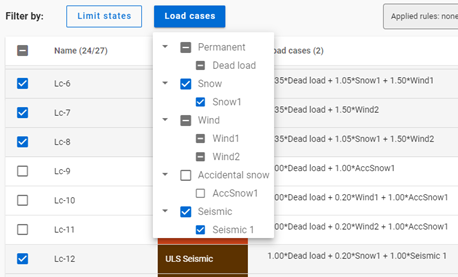 Filter by: Limit states Load cases Applied rules: none
Name (24/27) oad cases (2)
Permanent
Dead load
Snow
Snow1
Wind
Wind1
Wind2
Accidental snow
AccSnow1
Seismic
Seismic 1
Lc-6 35*Dead load + 1.05*Snow1 + 1.50*Wind1
Lc-7 35*Dead load + 1.50*Wind2
Lc-8 35*Dead load + 1.05*Snow1 + 1.50*Wind2
Lc-9 00*Dead load + 1.00*AccSnow1
Lc-10 00*Dead load + 0.20*Wind1 + 1.00*AccSnow1
Lc-11 00*Dead load + 0.20*Wind2 + 1.00*AccSnow1
Lc-12 ULS Seismic 1.00*Dead load + 0.20*Snow1 + 1.00*Seismic 1